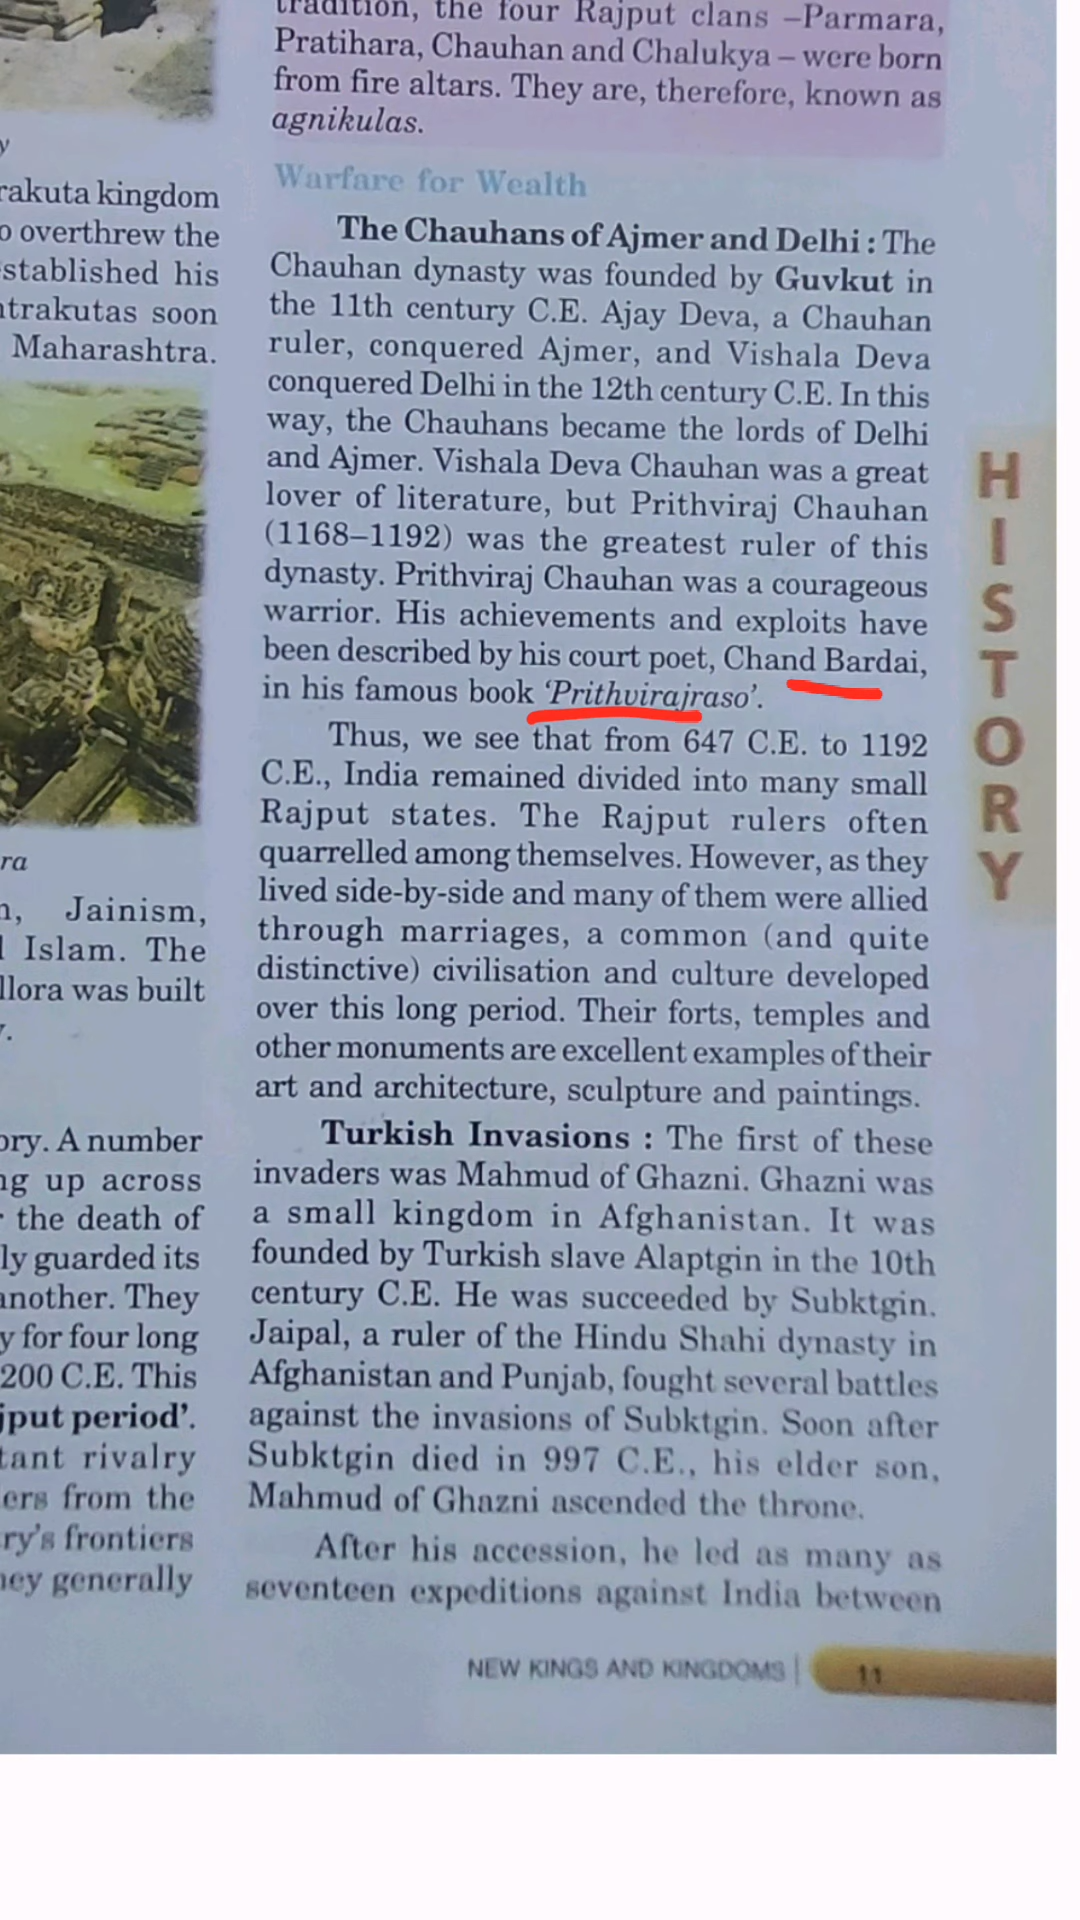 y
rakuta kingdom
o overthrew the
stablished his
trakutas soon
Maharashtra.
ra
Jainism,
Islam. The
llora was built
ory. A number
ng up across
the death of
ly guarded its
another. They
y for four long
200 C.E. This
jput period’.
tant rivalry
ers from the
ry’s frontiers
hey generally
tradition, the four Rajput clans –Parmara,
Pratihara, Chauhan and Chalukya – were born
from fire altars. They are, therefore, known as
agnikulas.
Warfare for Wealth
The Chauhans of Ajmer and Delhi : The
Chauhan dynasty was founded by Guvkut in
the 11th century C.E. Ajay Deva, a Chauhan
ruler, conquered Ajmer, and Vishala Deva
conquered Delhi in the 12th century C.E. In this
way, the Chauhans became the lords of Delhi
and Ajmer. Vishala Deva Chauhan was a great
lover of literature, but Prithviraj Chauhan
(1168–1192) was the greatest ruler of this
dynasty. Prithviraj Chauhan was a courageous
warrior. His achievements and exploits have
been described by his court poet, Chand Bardai,
in his famous book ‘Prithvirajraso’.
Thus, we see that from 647 C.E. to 1192
C.E., India remained divided into many small
Rajput states. The Rajput rulers often
quarrelled among themselves. However, as they
lived side-by-side and many of them were allied
through marriages, a common (and quite
distinctive) civilisation and culture developed
over this long period. Their forts, temples and
other monuments are excellent examples of their
art and architecture, sculpture and paintings.
Turkish Invasions : The first of these
invaders was Mahmud of Ghazni. Ghazni was
a small kingdom in Afghanistan. It was
founded by Turkish slave Alaptgin in the 10th
century C.E. He was succeeded by Subktgin.
Jaipal, a ruler of the Hindu Shahi dynasty in
Afghanistan and Punjab, fought several battles
against the invasions of Subktgin. Soon after
Subktgin died in 997 C.E., his elder son,
Mahmud of Ghazni ascended the throne.
After his accession, he led as many as
seventeen expeditions against India between
HISTORY
NEW KINGS AND KINGDOMS | 11